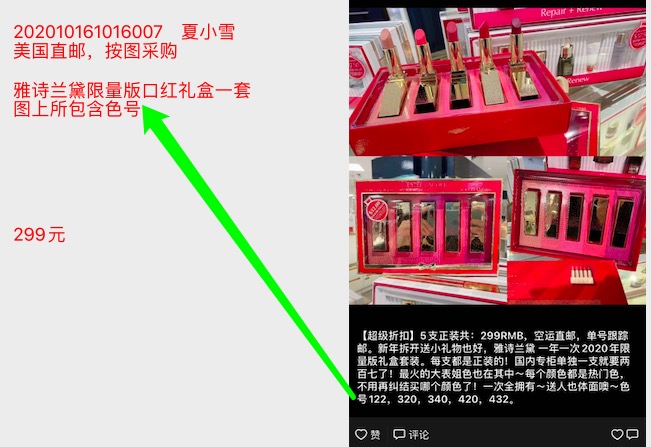 202010161016007 夏小雪
美国直邮，按图采购
雅诗兰黛限量版口红礼盒一套
图上所包含色号
299元
Repair + Renew
Renew
【超级折扣】5支正装共：299RMB，空运直邮，单号跟踪
邮。新年拆开送小礼物也好，雅诗兰黛 一年一次2020年限
量版礼盒套装。每支都是正装的！国内专柜单独一支就要两
百七了！最火的大表姐色也在其中～每个颜色都是热门色，
不用再纠结买哪个颜色了！一次全拥有～送人也体面噢～色
号122，320，340，420，432。
赞
评论